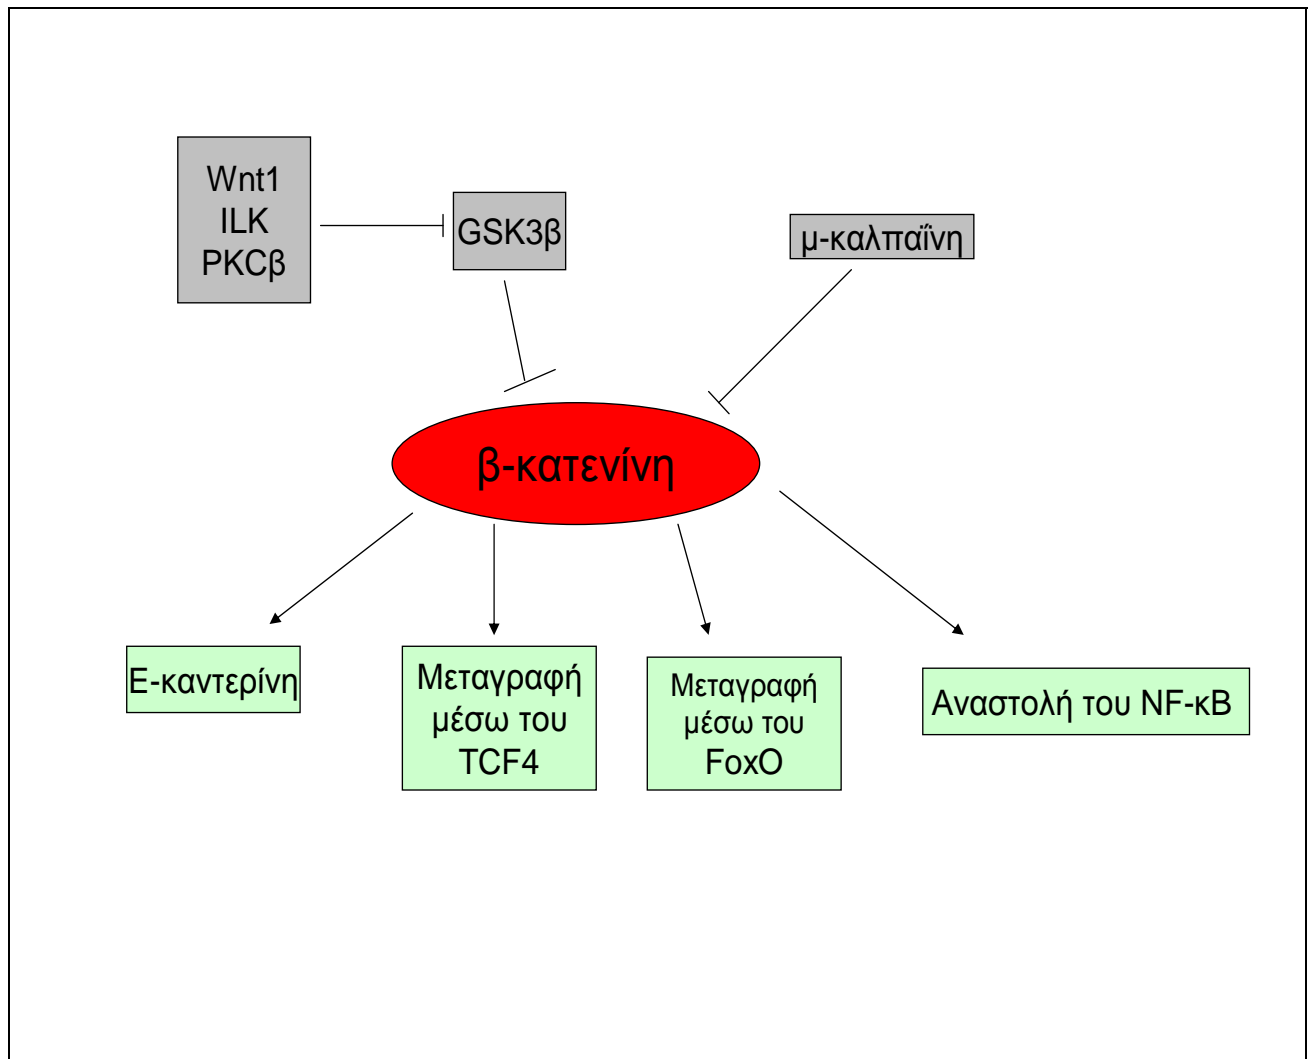 Wnt1
ILK
PKCβ
GSK3β
μ-καλπαΐνη
β-κατενίνη
E-καντερίνη
Μεταγραφή
μέσω του
TCF4
Μεταγραφή
μέσω του
FoxO
Αναστολή του NF-κB